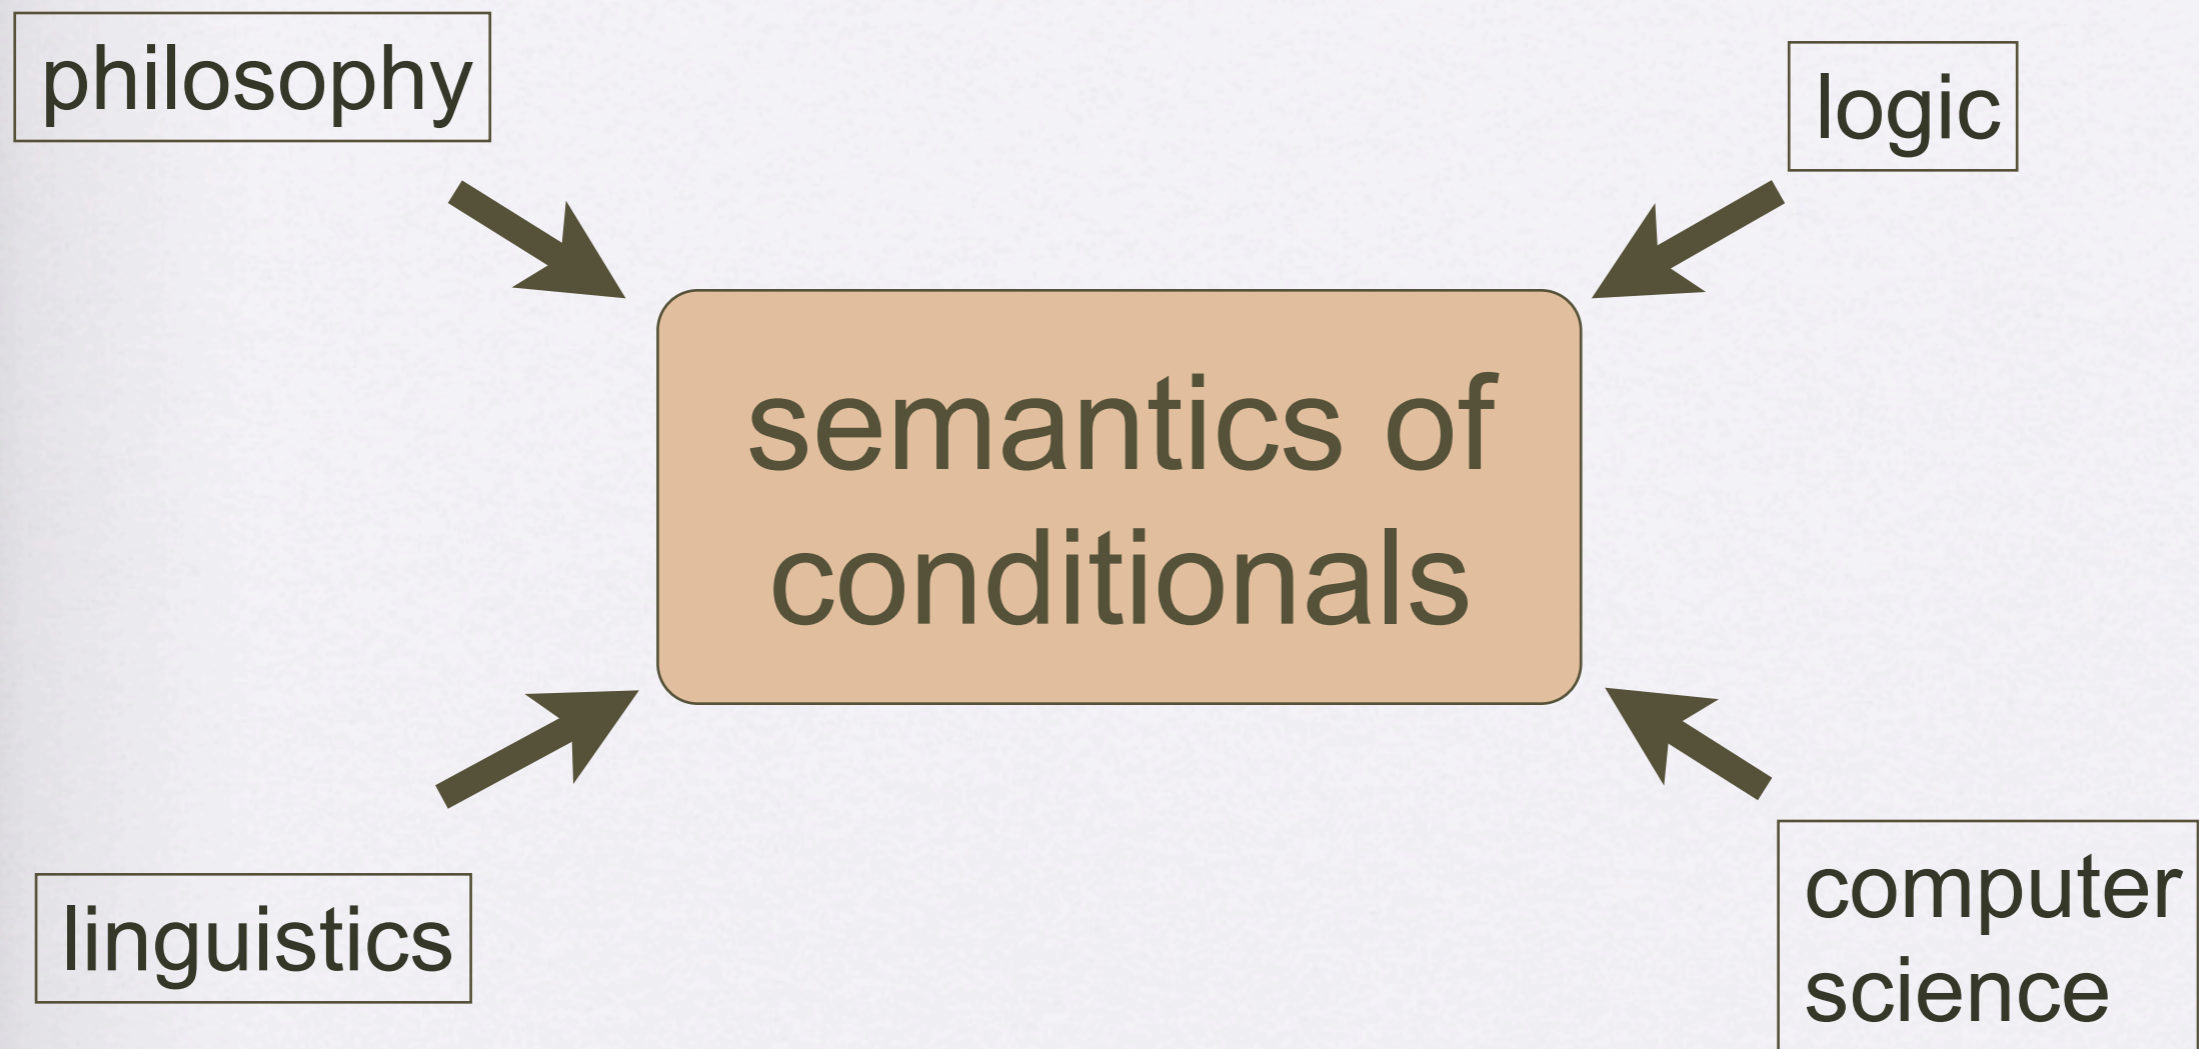 philosophy
logic
semantics of
conditionals
linguistics
computer
science